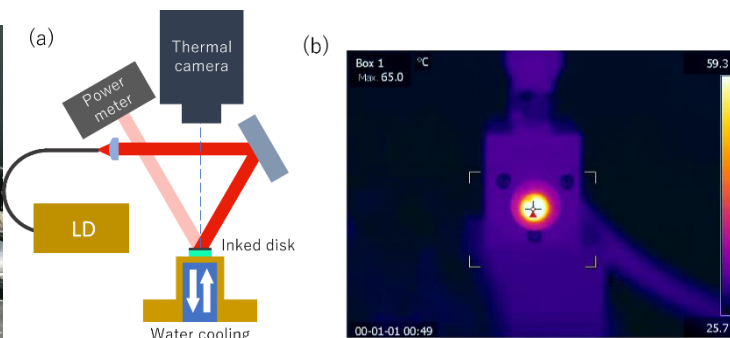 (a)
Thermal
camera
Power
meter
LD
Inked disk
Water cooling
(b)
Box 1 °C
Max 65.0
59.3
00-01-01 00:49
25.7